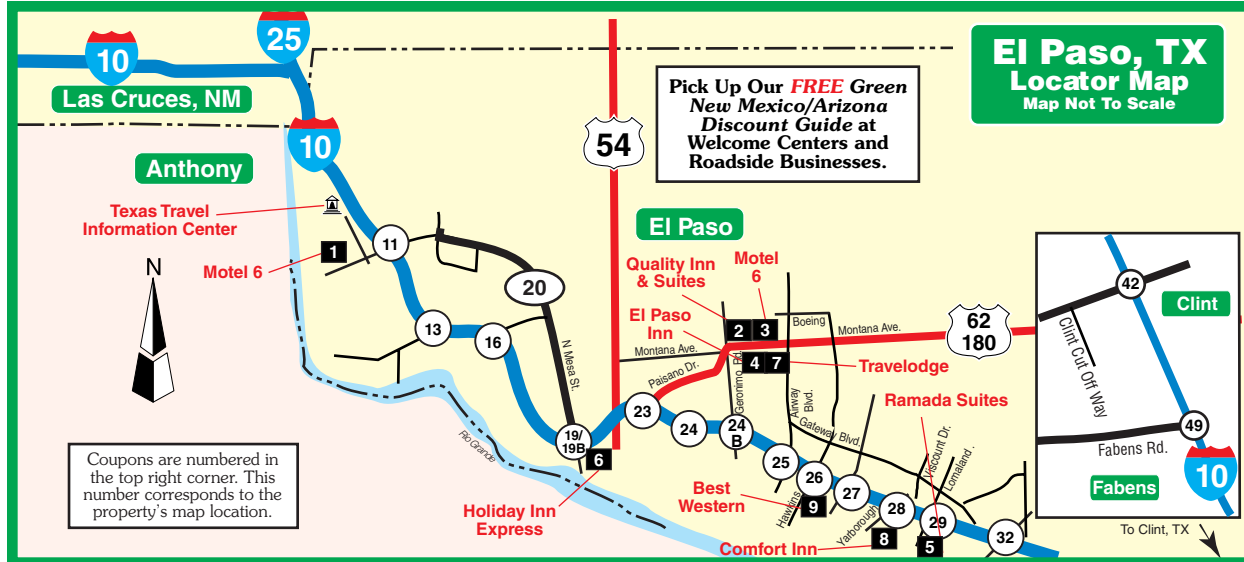 El Paso, TX
Locator Map
Map Not To Scale
25
10
Las Cruces, NM
Pick Up Our FREE Green
New Mexico/Arizona
Discount Guide at
Welcome Centers and
Roadside Businesses.
54
10
Anthony
Texas Travel
Information Center
1
Motel 6
11
N
20
El Paso
Quality Inn
& Suites
Motel
6
El Paso
Inn
2
3
Boeing
Montana Ave.
62
180
Montana Ave.
4
7
Travelodge
13
16
N Mesa St.
Paisano Dr.
Geronimo Rd.
Airway
Blvd.
Gateway Blvd.
Ramada Suites
23
24
24
B
19/
19B
6
25
26
27
28
29
32
Viscount Dr.
Lomaland.
Hawkins
Yarborough
Best
Western
9
8
5
Comfort Inn
Holiday Inn
Express
Rio Grande
Coupons are numbered in
the top right corner. This
number corresponds to the
property's map location.
42
Clint
Clint Cut Off Way
49
Fabens Rd.
10
Fabens
To Clint, TX